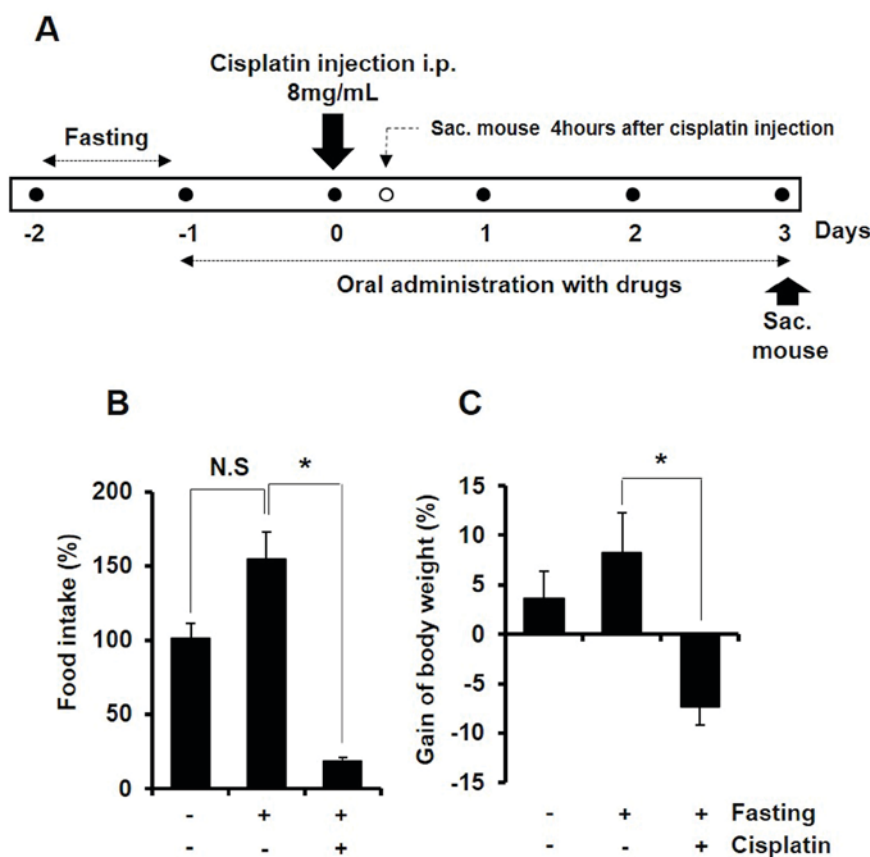 A
Cisplatin injection i.p.
8mg/mL
Fasting
Sac. mouse 4hours after cisplatin injection
-2 -1 0 1 2 3 Days
Oral administration with drugs
Sac.
mouse
B
N.S *
Food intake (%)
200
150
100
50
0
- + +
- - +
C
*
Gain of body weight (%)
15
10
5
0
-5
-10
-15
- + + Fasting
- - + Cisplatin